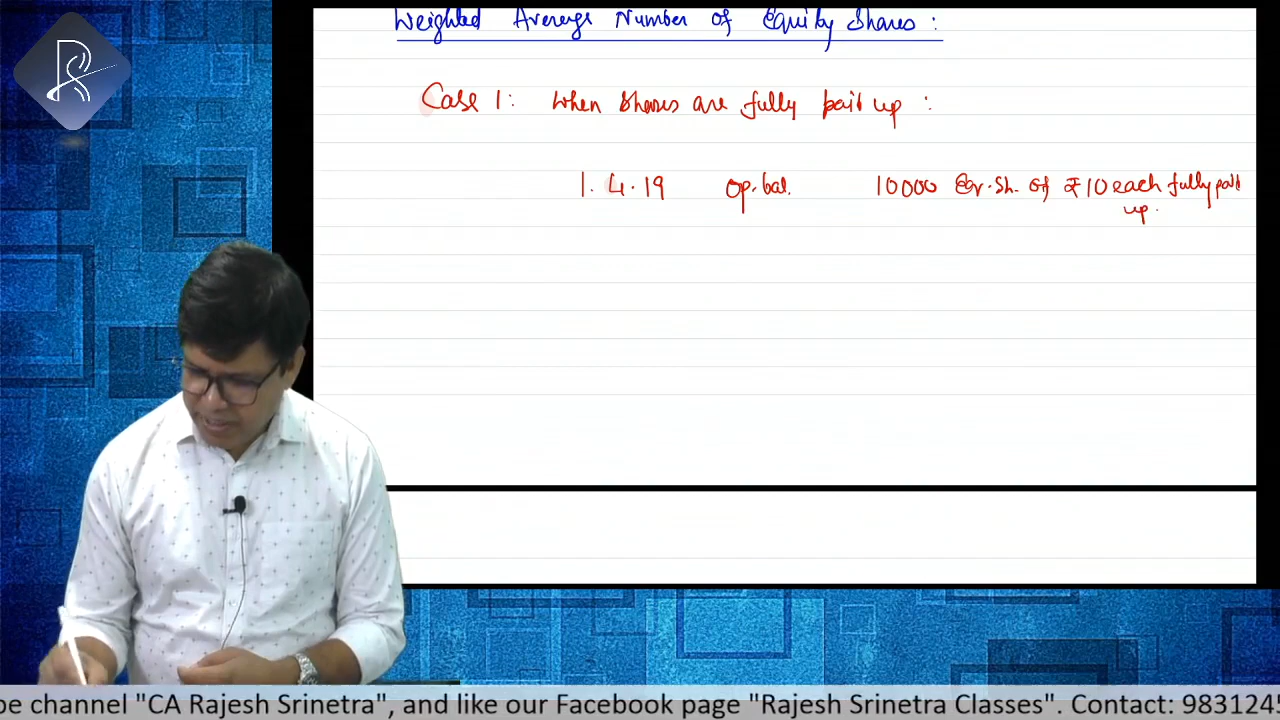 Weighted Average Number of Equity Shares :
Case 1: When Shares are fully paid up :
1. 4. 19 Op. bal. 10000 Eq. Sh. of ₹10 each fully paid
up.
be channel "CA Rajesh Srinetra", and like our Facebook page "Rajesh Srinetra Classes". Contact: 9831245